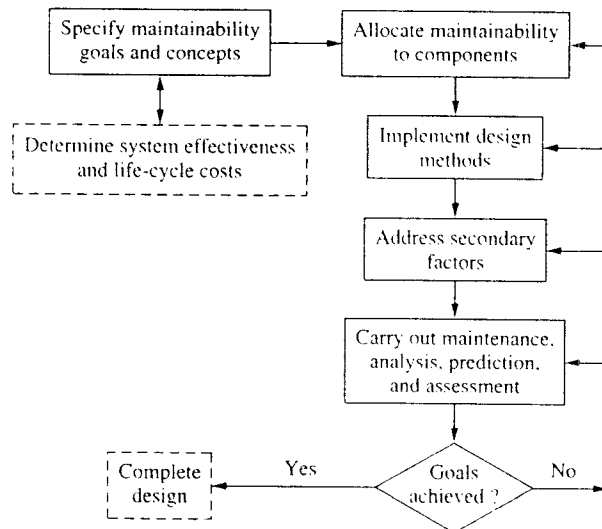 Specify maintainability
goals and concepts
Allocate maintainability
to components
Determine system effectiveness
and life-cycle costs
Implement design
methods
Address secondary
factors
Carry out maintenance,
analysis, prediction,
and assessment
Goals
achieved ?
Yes
No
Complete
design